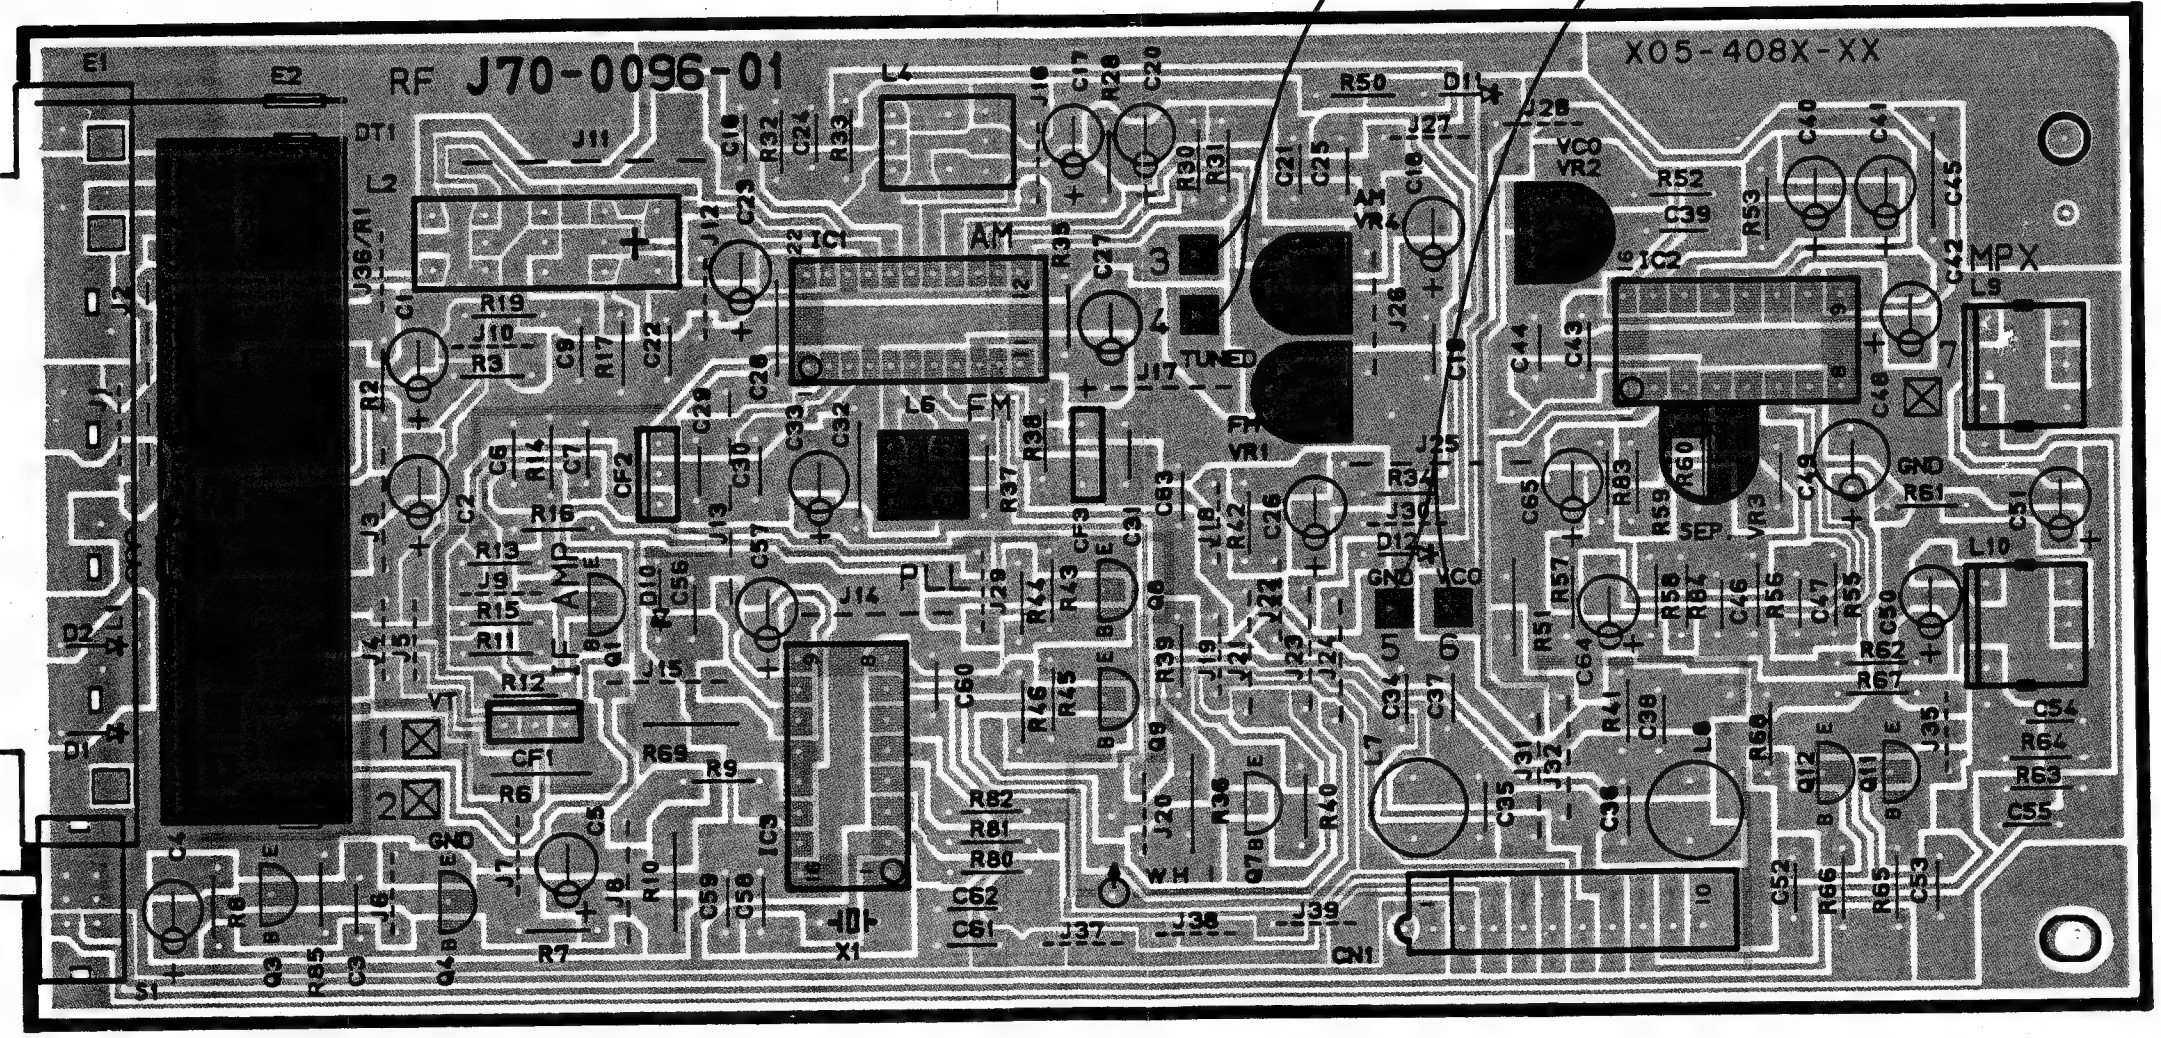 E1
E2
RF
J70-0096-01
L4
J16
C17
R28
C20
R50
D11
X05-408X-XX
DT1
J11
C16
R32
C24
R33
R30
R31
C21
C25
J27
J28
C18
VCO
VR2
C40
C41
C45
L2
J36/R1
J12
C23
22
IC1
AM
R35
C27
3
AM
VR4
R52
C39
R53
16
IC2
C42
MPX
L9
J2
C1
R19
J10
R3
C9
R17
C22
C28
12
11
4
TUNED
J17
J26
C19
C44
C43
9
8
7
J1
R2
C29
C33
C32
L6
FM
R38
FM
VR1
J25
C48
C6
R14
C7
CF2
C30
R37
C63
R34
C65
R83
R60
C49
GND
R61
C51
J3
C2
R16
J13
C57
CF3
C31
J18
R42
C26
D12
R59
SEP.
VR3
L10
R13
J9
IF AMP
E
D10
C56
PLL
J29
R44
R43
E
Q8
J22
GND
VCO
R57
R58
R84
C46
R56
C47
R55
C50
R15
R11
B
Q1
J14
B
J4
J5
D2
J15
9
8
R39
J19
J21
J23
J24
5
6
R51
C64
R62
R67
R12
VT
1
CF1
R69
C60
R46
R45
E
B
Q9
C34
C37
L7
J31
J32
R41
C38
L8
R68
E
E
J35
C54
R64
D1
R6
R9
2
GND
R82
R81
R80
J20
R36
E
R40
C35
C36
Q12
Q11
B
B
R63
C55
C4
E
E
J7
C5
J8
R10
IC3
16
1
WH
Q7
B
R8
B
J6
B
C59
C58
C62
C61
J37
J38
J39
1
10
C52
R66
R65
C53
S1
Q3
R85
C3
Q4
R7
X1
CN1